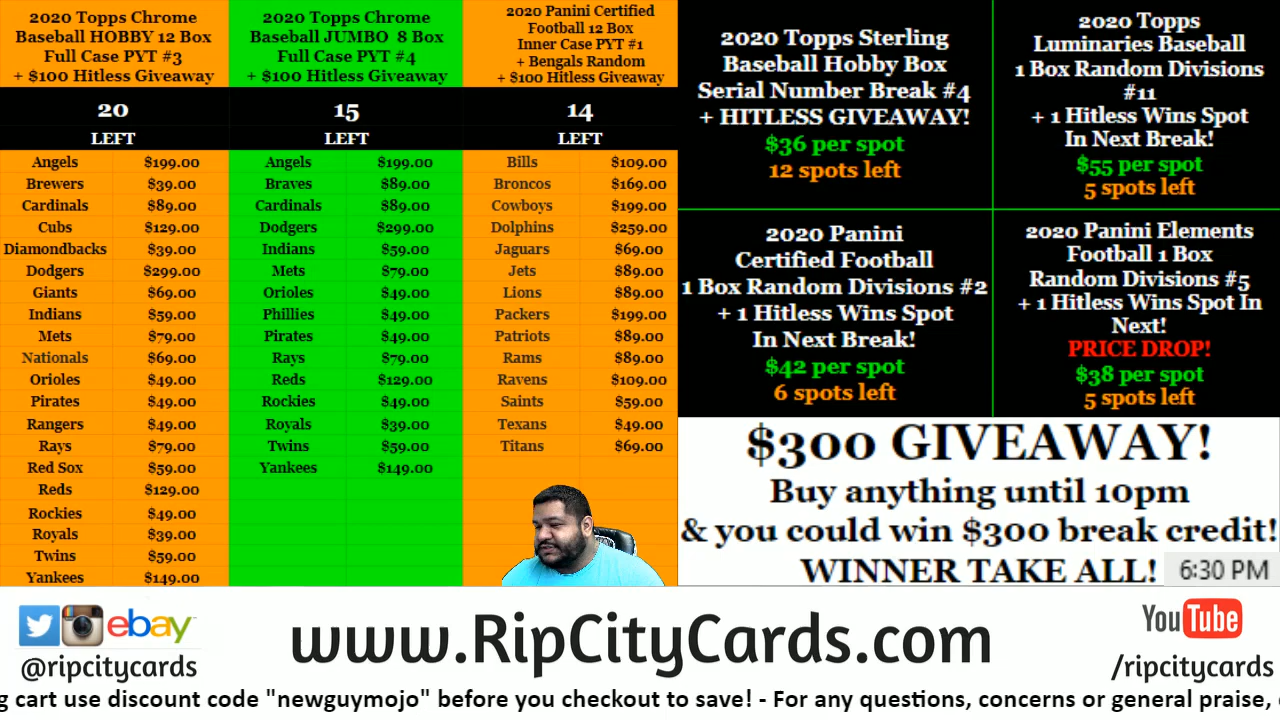 2020 Topps Chrome
Baseball HOBBY 12 Box
Full Case PYT #3
+ $100 Hitless Giveaway
20
LEFT
Angels $199.00
Brewers $39.00
Cardinals $89.00
Cubs $129.00
Diamondbacks $39.00
Dodgers $299.00
Giants $69.00
Indians $59.00
Mets $79.00
Nationals $69.00
Orioles $49.00
Pirates $49.00
Rangers $49.00
Rays $79.00
Red Sox $59.00
Reds $129.00
Rockies $49.00
Royals $39.00
Twins $59.00
Yankees $149.00
2020 Topps Chrome
Baseball JUMBO 8 Box
Full Case PYT #4
+ $100 Hitless Giveaway
15
LEFT
Angels $199.00
Braves $89.00
Cardinals $89.00
Dodgers $299.00
Indians $59.00
Mets $79.00
Orioles $49.00
Phillies $49.00
Pirates $49.00
Rays $79.00
Reds $129.00
Rockies $49.00
Royals $39.00
Twins $59.00
Yankees $149.00
2020 Panini Certified
Football 12 Box
Inner Case PYT #1
+ Bengals Random
+ $100 Hitless Giveaway
14
LEFT
Bills $109.00
Broncos $169.00
Cowboys $199.00
Dolphins $259.00
Jaguars $69.00
Jets $89.00
Lions $89.00
Packers $199.00
Patriots $89.00
Rams $89.00
Ravens $109.00
Saints $59.00
Texans $49.00
Titans $69.00
2020 Topps Sterling
Baseball Hobby Box
Serial Number Break #4
+ HITLESS GIVEAWAY!
$36 per spot
12 spots left
2020 Topps
Luminaries Baseball
1 Box Random Divisions
#11
+ 1 Hitless Wins Spot
In Next Break!
$55 per spot
5 spots left
2020 Panini
Certified Football
1 Box Random Divisions #2
+ 1 Hitless Wins Spot
In Next Break!
$42 per spot
6 spots left
2020 Panini Elements
Football 1 Box
Random Divisions #5
+ 1 Hitless Wins Spot In
Next!
PRICE DROP!
$38 per spot
5 spots left
$300 GIVEAWAY!
Buy anything until 10pm
& you could win $300 break credit!
WINNER TAKE ALL!
6:30 PM
ebay
@ripcitycards
www.RipCityCards.com
YouTube
/ripcitycards
g cart use discount code "newguymojo" before you checkout to save! - For any questions, concerns or general praise,